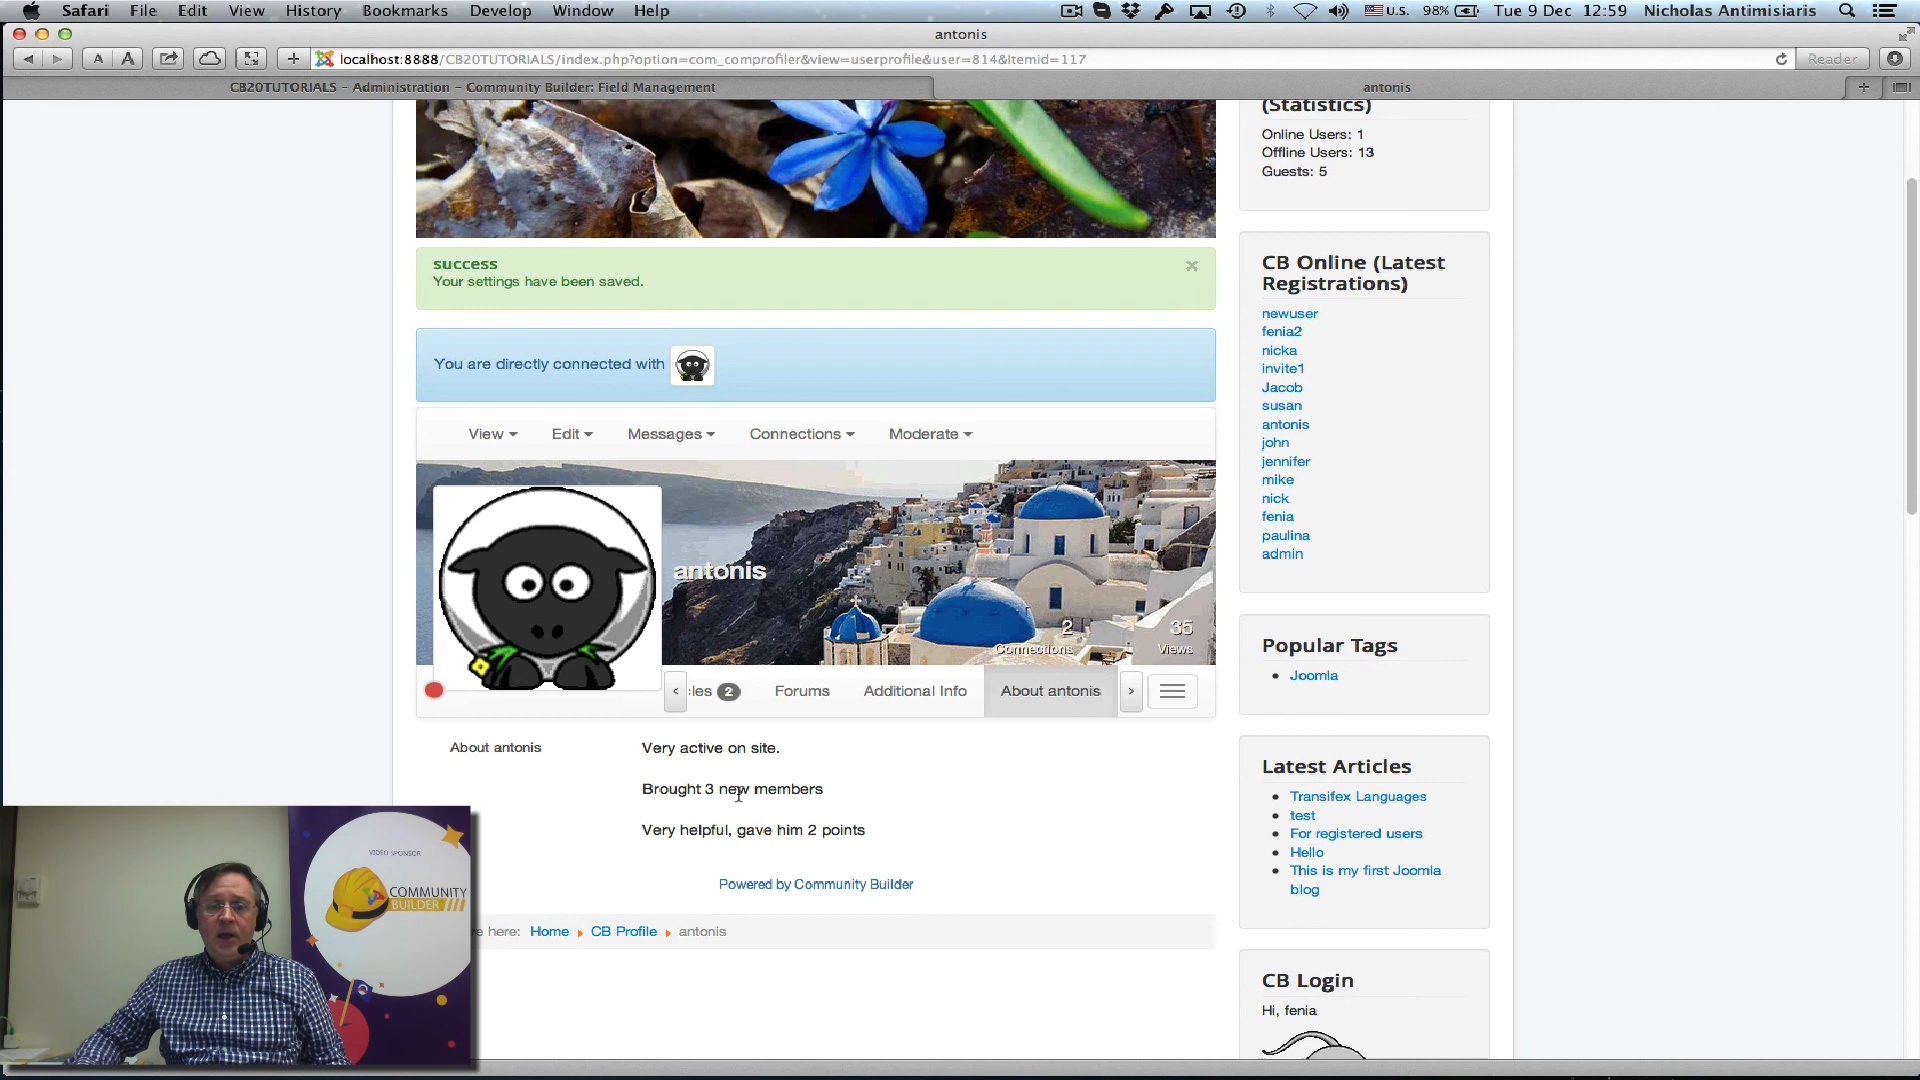 Safari File Edit View History Bookmarks Develop Window Help U.S. 98% Tue 9 Dec 12:59 Nicholas Antimisiaris
antonis
localhost:8888/CB20TUTORIALS/index.php?option=com_comprofiler&view=userprofile&user=814&Itemid=117
Reader
CB20TUTORIALS - Administration - Community Builder: Field Management
antonis
success
Your settings have been saved.
You are directly connected with
View Edit Messages Connections Moderate
antonis
2
Connections
35
Views
les 2 Forums Additional Info About antonis
About antonis
Very active on site.
Brought 3 new members
Very helpful, gave him 2 points
Powered by Community Builder
re here: Home CB Profile antonis
(Statistics)
Online Users: 1
Offline Users: 13
Guests: 5
CB Online (Latest
Registrations)
newuser
fenia2
nicka
invite1
Jacob
susan
antonis
john
jennifer
mike
nick
fenia
paulina
admin
Popular Tags
Joomla
Latest Articles
Transifex Languages
test
For registered users
Hello
This is my first Joomla
blog
CB Login
Hi, fenia
VIDEO SPONSOR
COMMUNITY
BUILDER